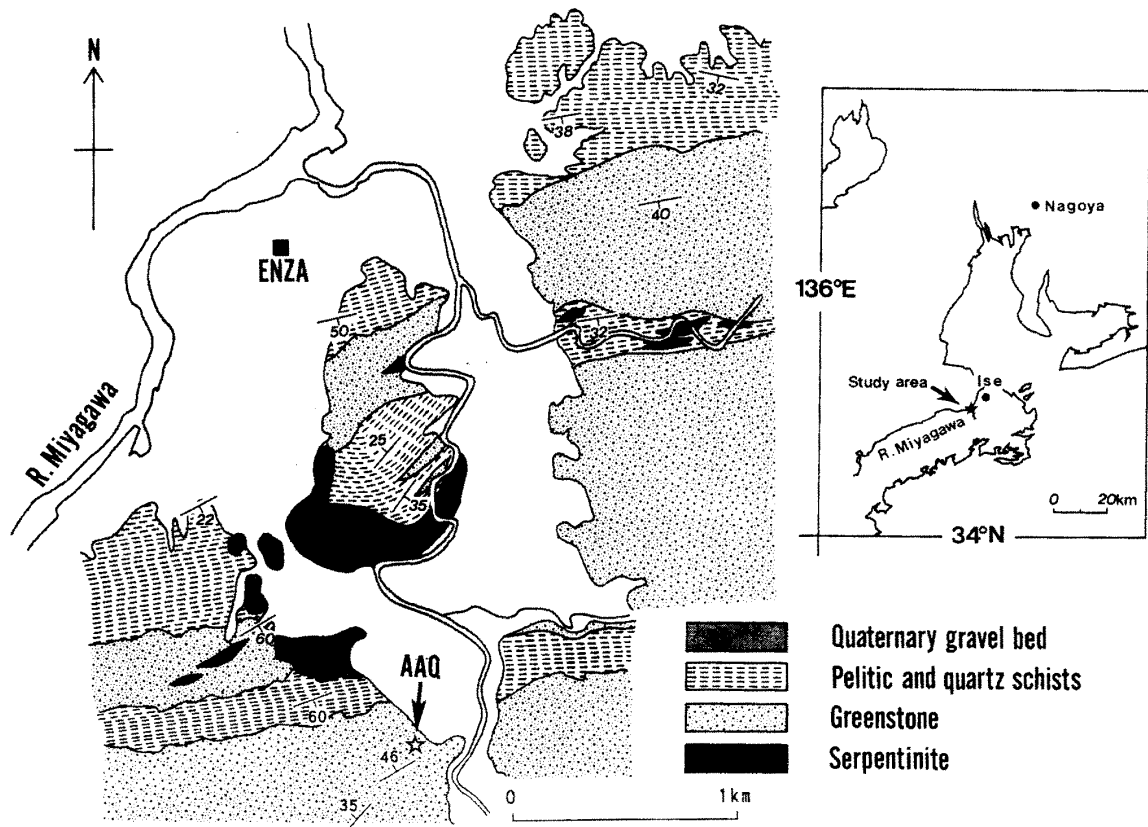 N
ENZA
R. Miyagawa
32
38
40
50
32
25
35
22
60
60
AAQ
46
35
0 1km
136°E
Nagoya
Study area
Ise
R. Miyagawa
0 20km
34°N
Quaternary gravel bed
Pelitic and quartz schists
Greenstone
Serpentinite